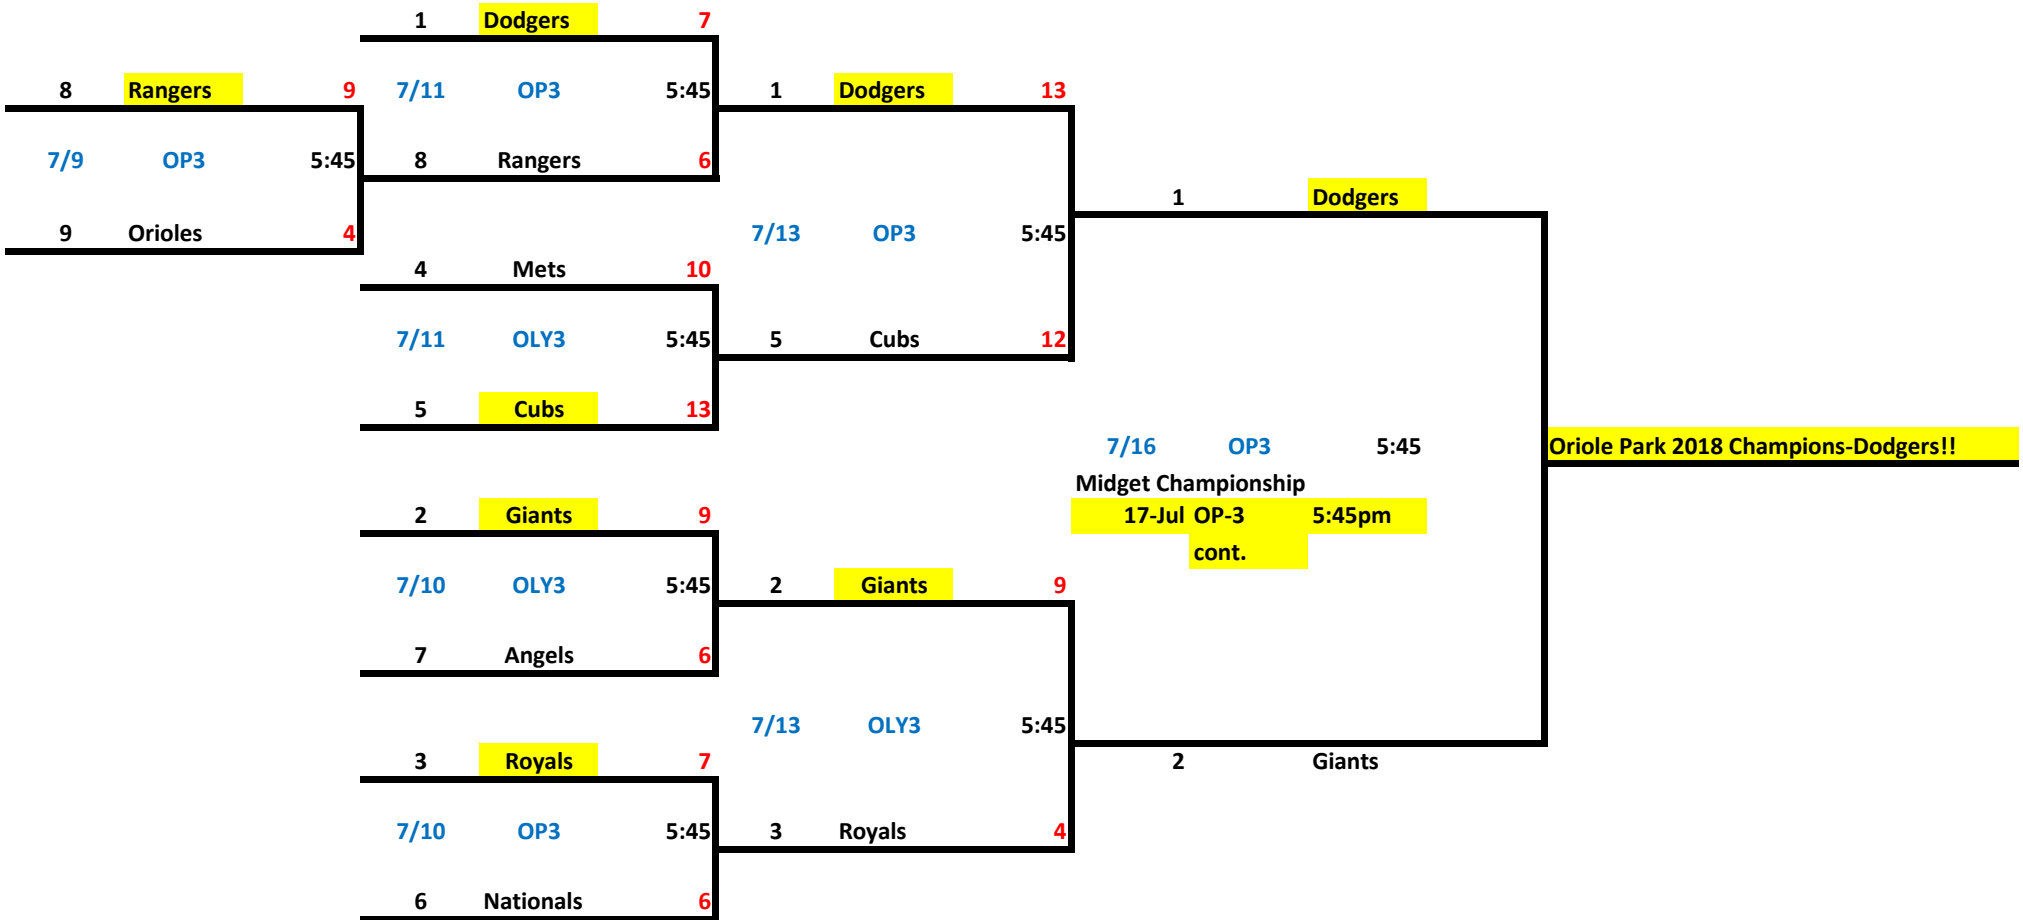 1 Dodgers 7
8 Rangers 9 7/11 OP3 5:45 1 Dodgers 13
7/9 OP3 5:45 8 Rangers 6
1 Dodgers
9 Orioles 4 7/13 OP3 5:45
4 Mets 10
7/11 OLY3 5:45 5 Cubs 12
5 Cubs 13
7/16 OP3 5:45 Oriole Park 2018 Champions-Dodgers!!
Midget Championship
2 Giants 9 17-Jul OP-3 5:45pm
cont.
7/10 OLY3 5:45 2 Giants 9
7 Angels 6
7/13 OLY3 5:45
3 Royals 7 2 Giants
7/10 OP3 5:45 3 Royals 4
6 Nationals 6